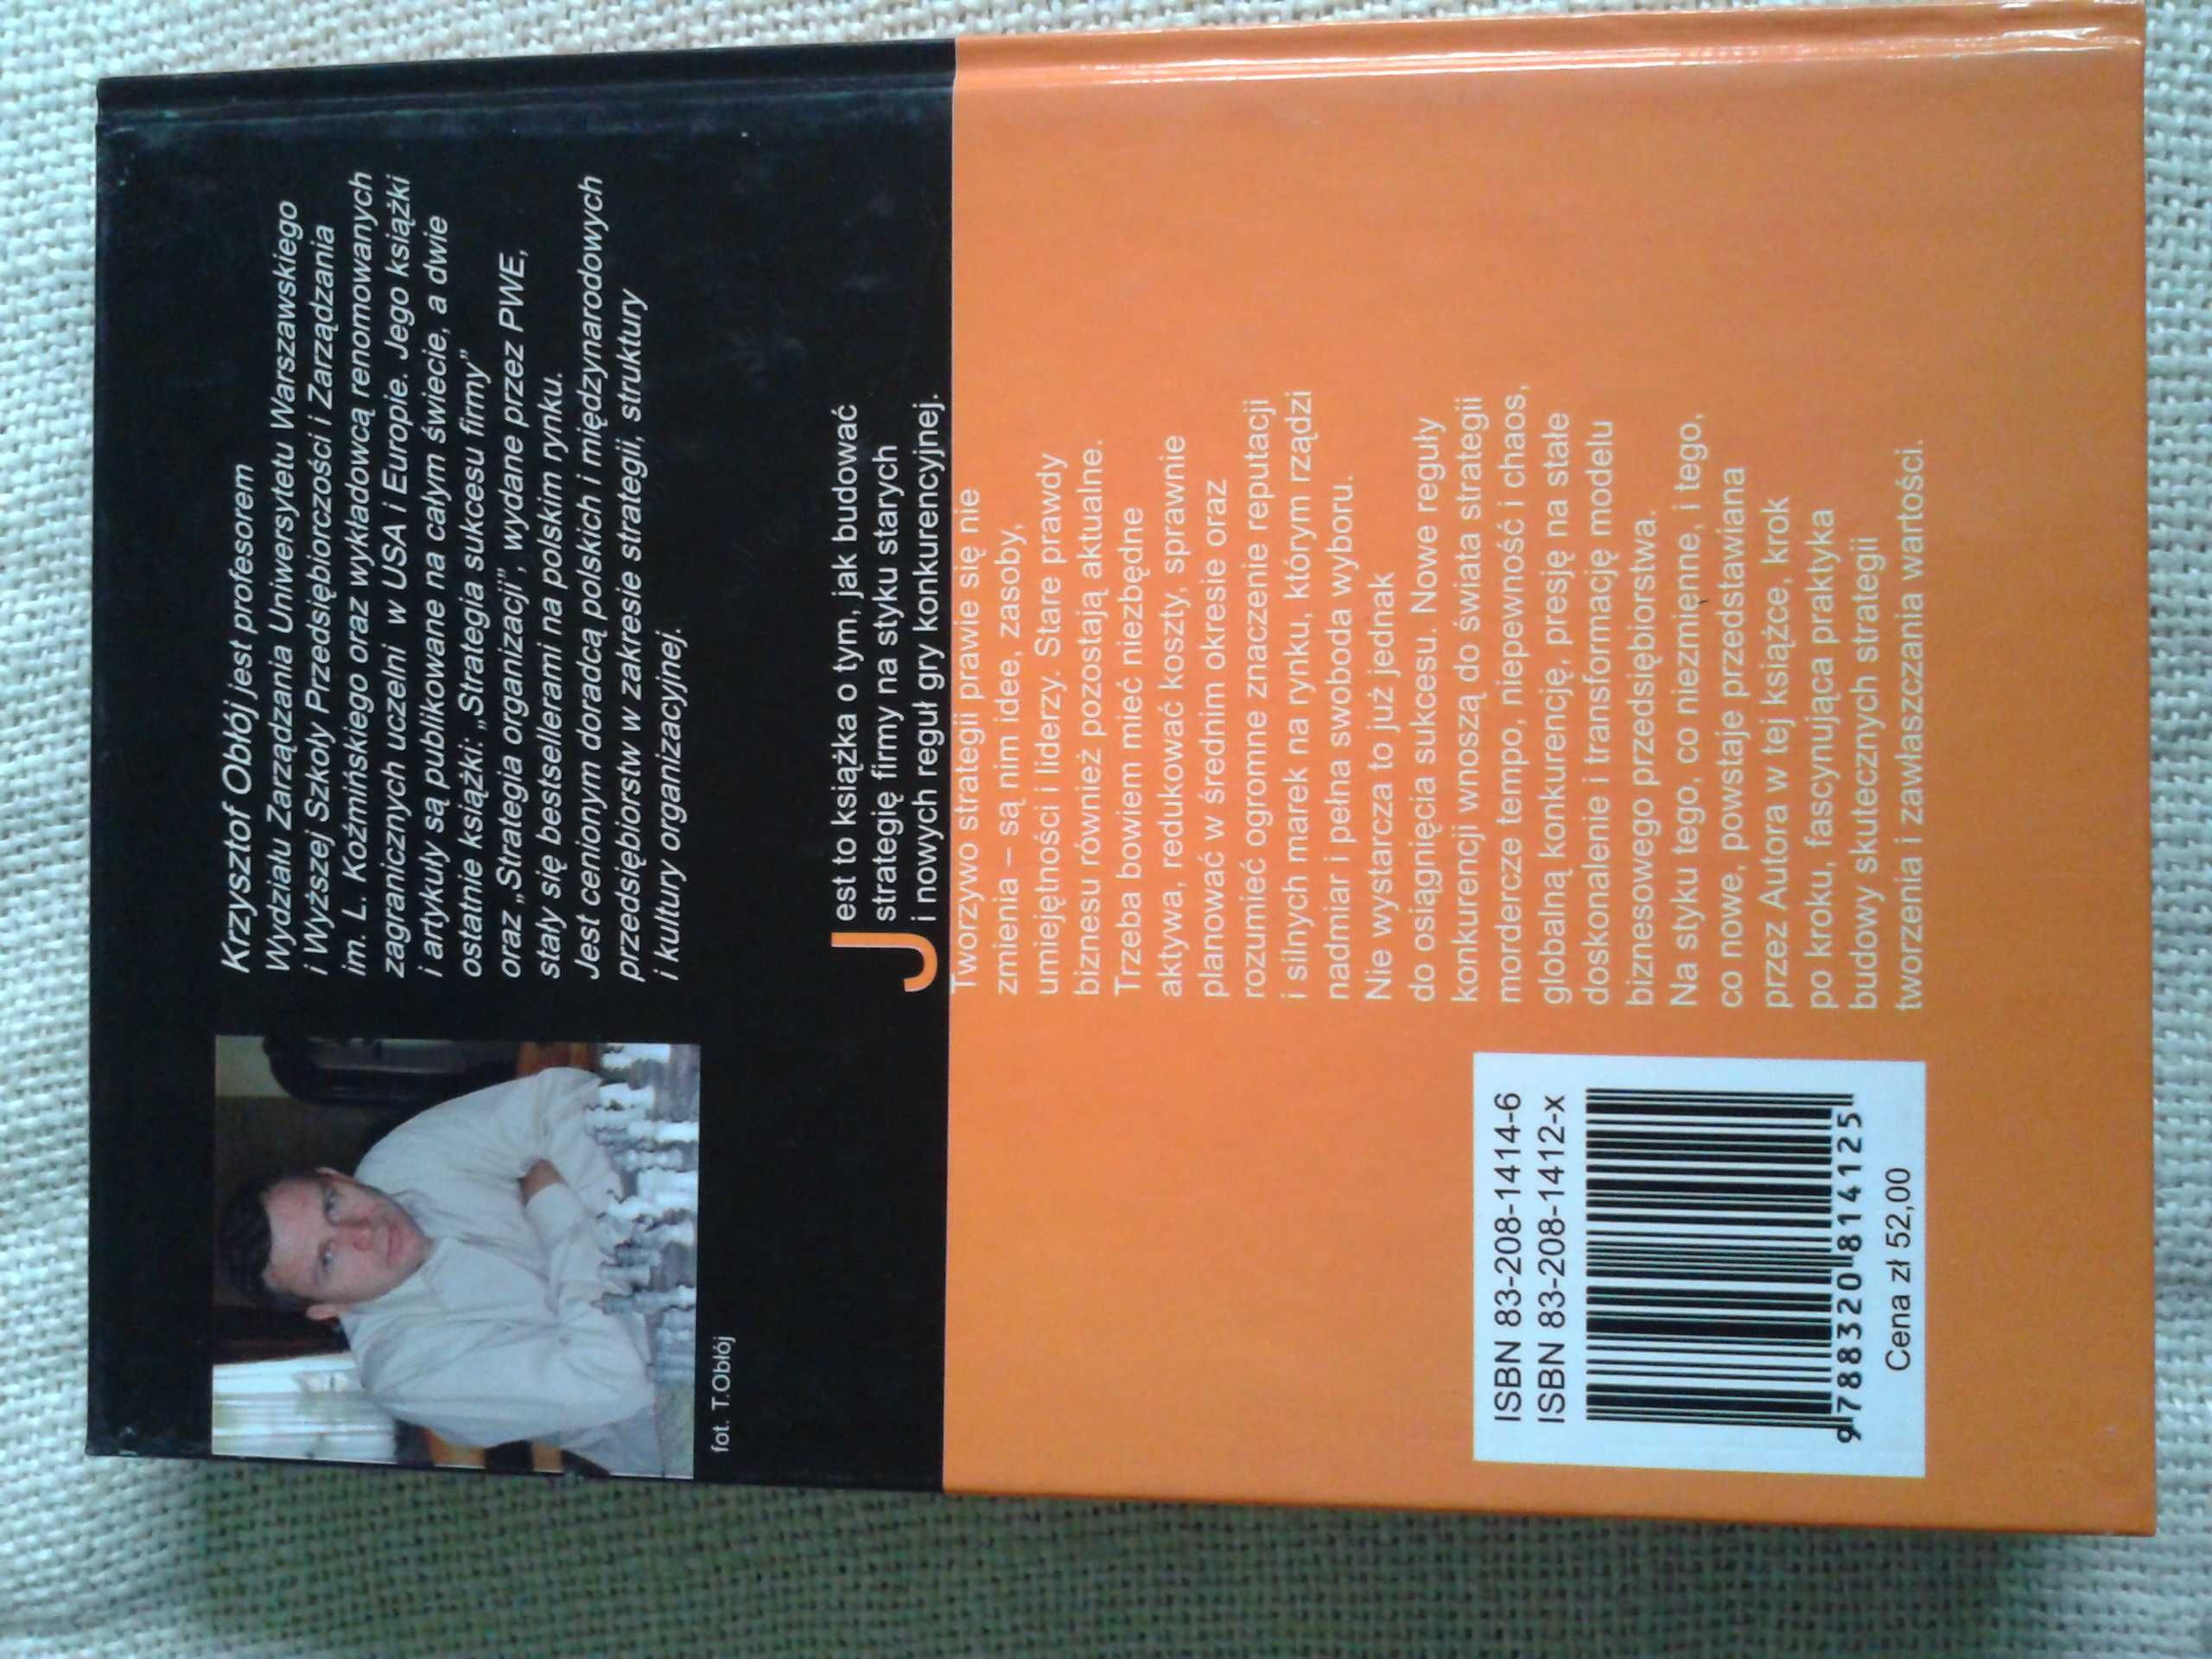 Krzysztof Obłój jest profesorem
Wydziału Zarządzania Uniwersytetu Warszawskiego
i Wyższej Szkoły Przedsiębiorczości i Zarządzania
im. L. Koźmińskiego oraz wykładowcą renomowanych
zagranicznych uczelni w USA i Europie. Jego książki
i artykuły są publikowane na całym świecie, a dwie
ostatnie książki: „Strategia sukcesu firmy”
oraz „Strategia organizacji”, wydane przez PWE,
stały się bestsellerami na polskim rynku.
Jest cenionym doradcą polskich i międzynarodowych
przedsiębiorstw w zakresie strategii, struktury
i kultury organizacyjnej.
fot. T.Obłój
Jest to książka o tym, jak budować
strategię firmy na styku starych
i nowych reguł gry konkurencyjnej.
Tworzywo strategii prawie się nie
zmienia – są nim idee, zasoby,
umiejętności i liderzy. Stare prawdy
biznesu również pozostają aktualne.
Trzeba bowiem mieć niezbędne
aktywa, redukować koszty, sprawnie
planować w średnim okresie oraz
rozumieć ogromne znaczenie reputacji
i silnych marek na rynku, którym rządzi
nadmiar i pełna swoboda wyboru.
Nie wystarcza to już jednak
do osiągnięcia sukcesu. Nowe reguły
konkurencji wnoszą do świata strategii
mordercze tempo, niepewność i chaos,
globalną konkurencję, presję na stałe
doskonalenie i transformację modelu
biznesowego przedsiębiorstwa.
Na styku tego, co niezmienne, i tego,
co nowe, powstaje przedstawiana
przez Autora w tej książce, krok
po kroku, fascynująca praktyka
budowy skutecznych strategii
tworzenia i zawłaszczania wartości.
ISBN 83-208-1414-6
ISBN 83-208-1412-x
9788320814125
Cena zł 52,00